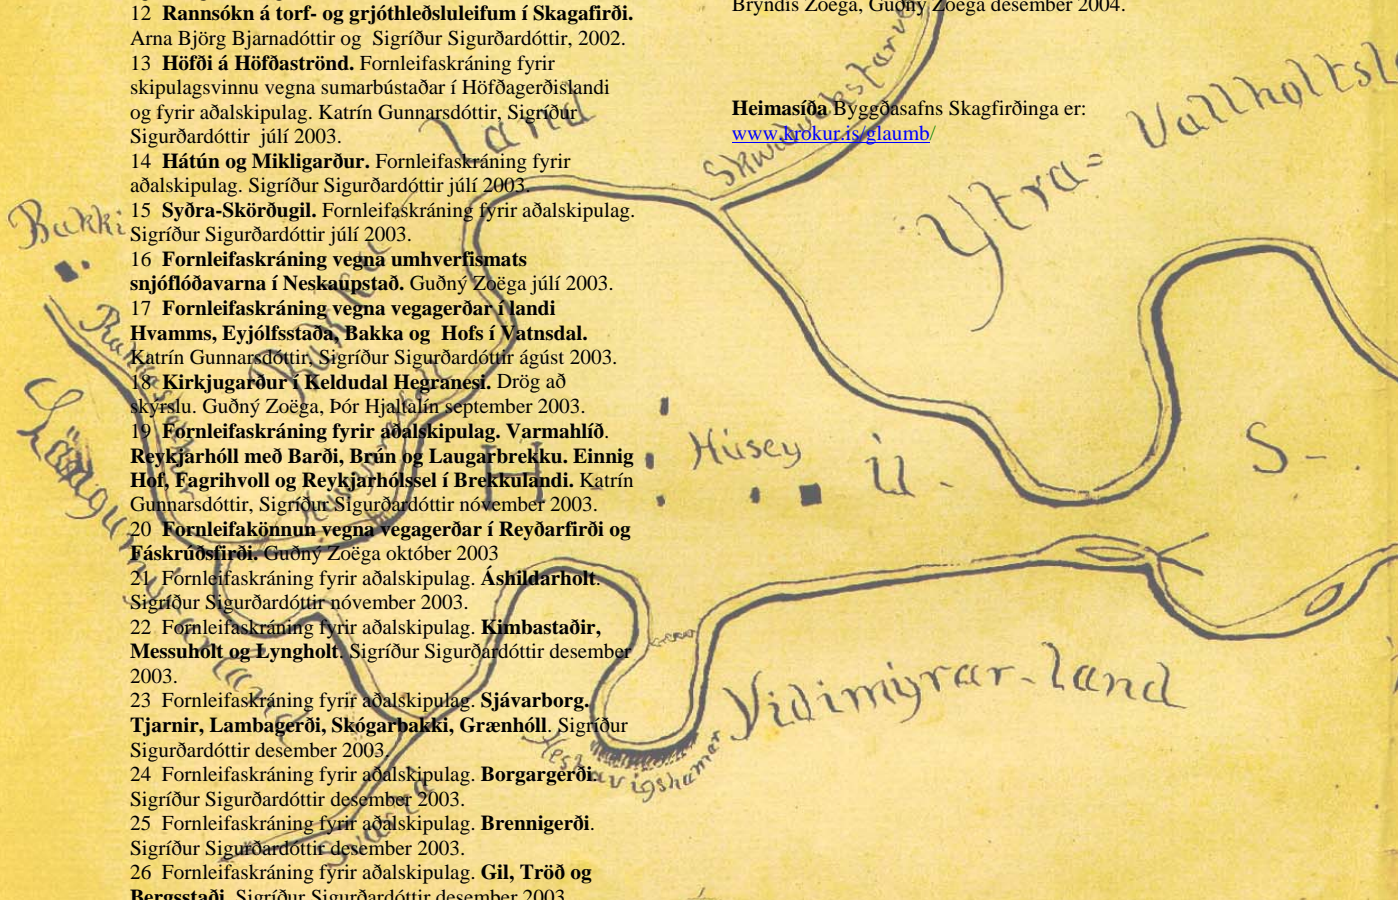 12 Rannsókn á torf- og grjóthleðsluleifum í Skagafirði.
Arna Björg Bjarnadóttir og Sigríður Sigurðardóttir, 2002.
13 Höfði á Höfðaströnd. Fornleifaskráning fyrir
skipulagsvinnu vegna sumarbústaðar í Höfðagerðislandi
og fyrir aðalskipulag. Katrín Gunnarsdóttir, Sigríður
Sigurðardóttir júlí 2003.
14 Hátún og Mikligarður. Fornleifaskráning fyrir
aðalskipulag. Sigríður Sigurðardóttir júlí 2003.
15 Syðra-Skörðugil. Fornleifaskráning fyrir aðalskipulag.
Sigríður Sigurðardóttir júlí 2003.
16 Fornleifaskráning vegna umhverfismats
snjóflóðavarna í Neskaupstað. Guðný Zoëga júlí 2003.
17 Fornleifaskráning vegna vegagerðar í landi
Hvamms, Eyjólfsstaða, Bakka og Hofs í Vatnsdal.
Katrín Gunnarsdóttir, Sigríður Sigurðardóttir ágúst 2003.
18 Kirkjugarður í Keldudal Hegranesi. Drög að
skýrslu. Guðný Zoëga, Þór Hjaltalín september 2003.
19 Fornleifaskráning fyrir aðalskipulag. Varmahlíð.
Reykjarhóll með Barði, Brún og Laugarbrekku. Einnig
Hof, Fagrihvoll og Reykjarhólssel í Brekkulandi. Katrín
Gunnarsdóttir, Sigríður Sigurðardóttir nóvember 2003.
20 Fornleifakönnun vegna vegagerðar í Reyðarfirði og
Fáskrúðsfirði. Guðný Zoëga október 2003
21 Fornleifaskráning fyrir aðalskipulag. Áshildarholt.
Sigríður Sigurðardóttir nóvember 2003.
22 Fornleifaskráning fyrir aðalskipulag. Kimbastaðir,
Messuholt og Lyngholt. Sigríður Sigurðardóttir desember
2003.
23 Fornleifaskráning fyrir aðalskipulag. Sjávarborg.
Tjarnir, Lambagerði, Skógarbakki, Grænhóll. Sigríður
Sigurðardóttir desember 2003.
24 Fornleifaskráning fyrir aðalskipulag. Borgargerði.
Sigríður Sigurðardóttir desember 2003.
25 Fornleifaskráning fyrir aðalskipulag. Brennigerði.
Sigríður Sigurðardóttir desember 2003.
26 Fornleifaskráning fyrir aðalskipulag. Gil, Tröð og
Bergsstaði. Sigríður Sigurðardóttir desember 2003.
Bryndís Zoëga, Guðný Zoëga desember 2004.
Heimasíða Byggðasafns Skagfirðinga er:
www.krokur.is/glaumb/
Bakki
Bakka land
Ytra=
H
Húsey
ú.
S-
Vidimýrar-land
Svartá